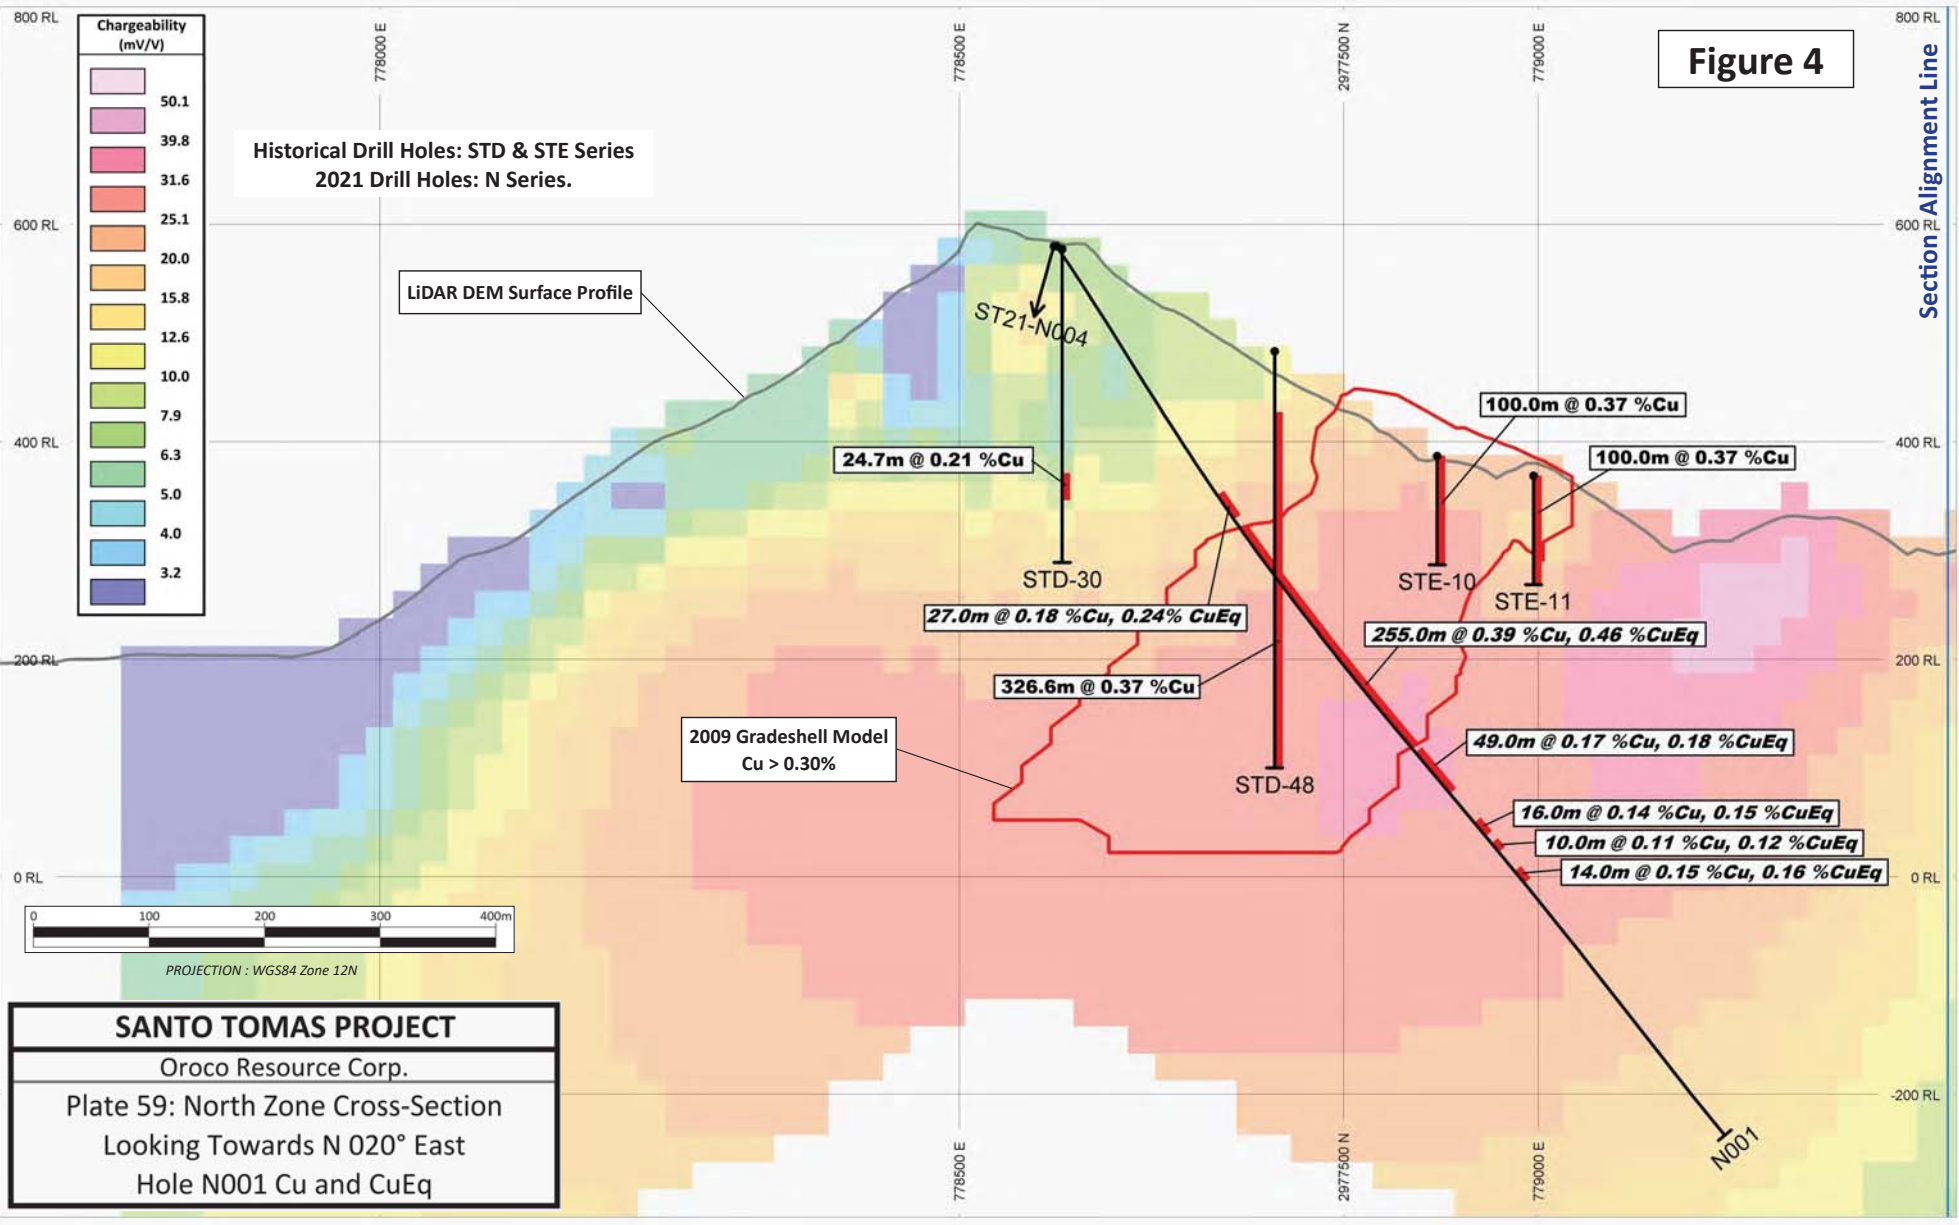 800 RL
Chargeability
(mV/V)
50.1
39.8
31.6
25.1
20.0
15.8
12.6
10.0
7.9
6.3
5.0
4.0
3.2
778000 E
778500 E
2977500 N
779000 E
800 RL
Figure 4
Section Alignment Line
Historical Drill Holes: STD & STE Series
2021 Drill Holes: N Series.
600 RL
600 RL
LiDAR DEM Surface Profile
ST21-N004
400 RL
400 RL
100.0m @ 0.37 %Cu
100.0m @ 0.37 %Cu
24.7m @ 0.21 %Cu
STD-30
STE-10
STE-11
27.0m @ 0.18 %Cu, 0.24% CuEq
255.0m @ 0.39 %Cu, 0.46 %CuEq
200 RL
200 RL
326.6m @ 0.37 %Cu
2009 Gradeshell Model
Cu > 0.30%
49.0m @ 0.17 %Cu, 0.18 %CuEq
STD-48
16.0m @ 0.14 %Cu, 0.15 %CuEq
10.0m @ 0.11 %Cu, 0.12 %CuEq
14.0m @ 0.15 %Cu, 0.16 %CuEq
0 RL
0 RL
0 100 200 300 400m
PROJECTION : WGS84 Zone 12N
SANTO TOMAS PROJECT
Oroco Resource Corp.
Plate 59: North Zone Cross-Section
Looking Towards N 020° East
Hole N001 Cu and CuEq
-200 RL
778500 E
2977500 N
779000 E
N001